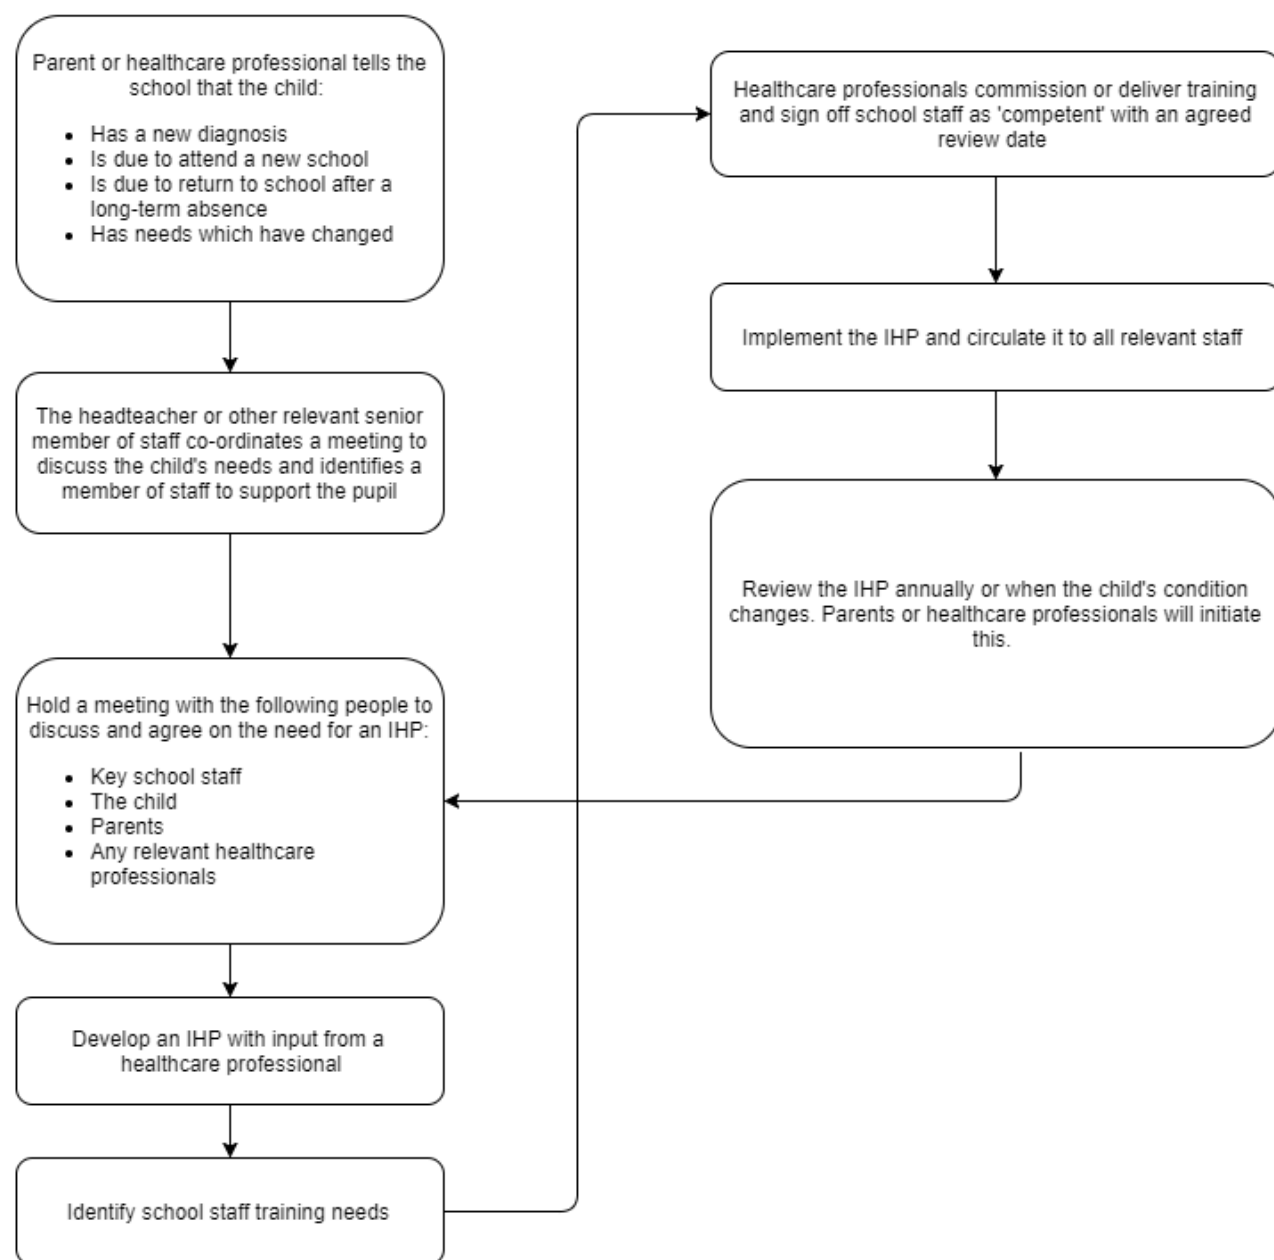 Parent or healthcare professional tells the
school that the child:
• Has a new diagnosis
• Is due to attend a new school
• Is due to return to school after a
long-term absence
• Has needs which have changed
The headteacher or other relevant senior
member of staff co-ordinates a meeting to
discuss the child's needs and identifies a
member of staff to support the pupil
Hold a meeting with the following people to
discuss and agree on the need for an IHP:
• Key school staff
• The child
• Parents
• Any relevant healthcare
professionals
Develop an IHP with input from a
healthcare professional
Identify school staff training needs
Healthcare professionals commission or deliver training
and sign off school staff as 'competent' with an agreed
review date
Implement the IHP and circulate it to all relevant staff
Review the IHP annually or when the child's condition
changes. Parents or healthcare professionals will initiate
this.